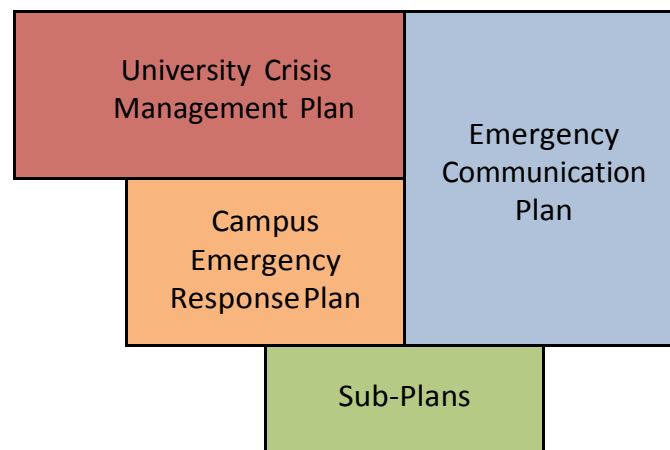 University Crisis
Management Plan
Emergency
Communication
Plan
Campus
Emergency
Response Plan
Sub-Plans